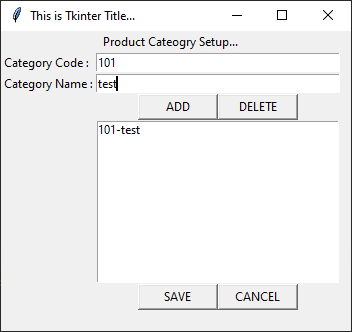 This is Tkinter Title...
Product Cateogry Setup...
Category Code : 101
Category Name : test
ADD DELETE
101-test
SAVE CANCEL